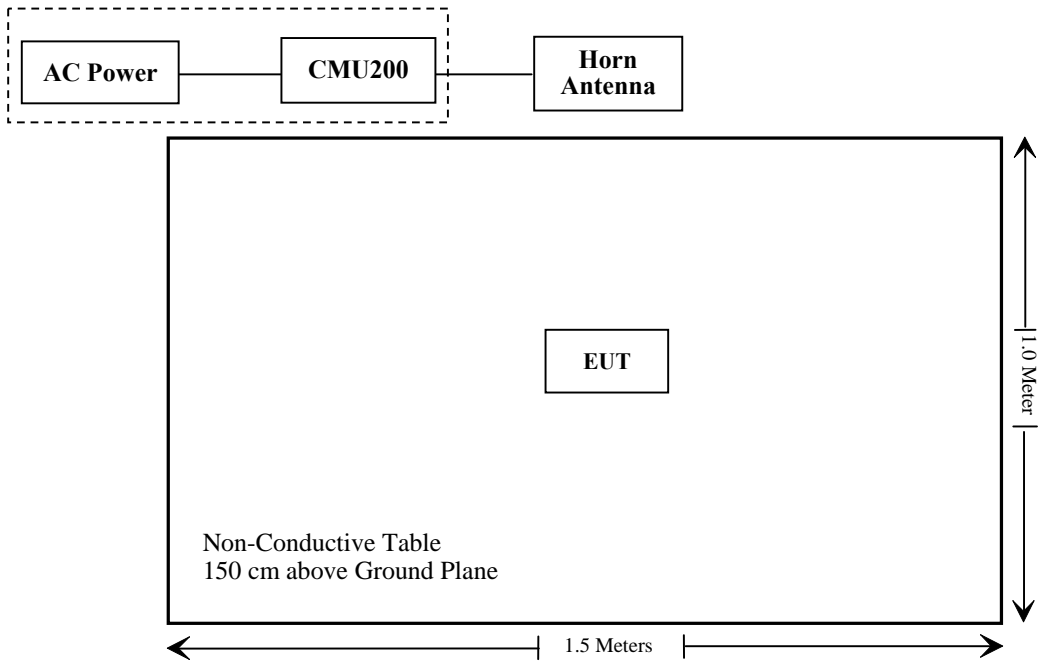 AC Power
CMU200
Horn
Antenna
EUT
1.0 Meter
Non-Conductive Table
150 cm above Ground Plane
1.5 Meters